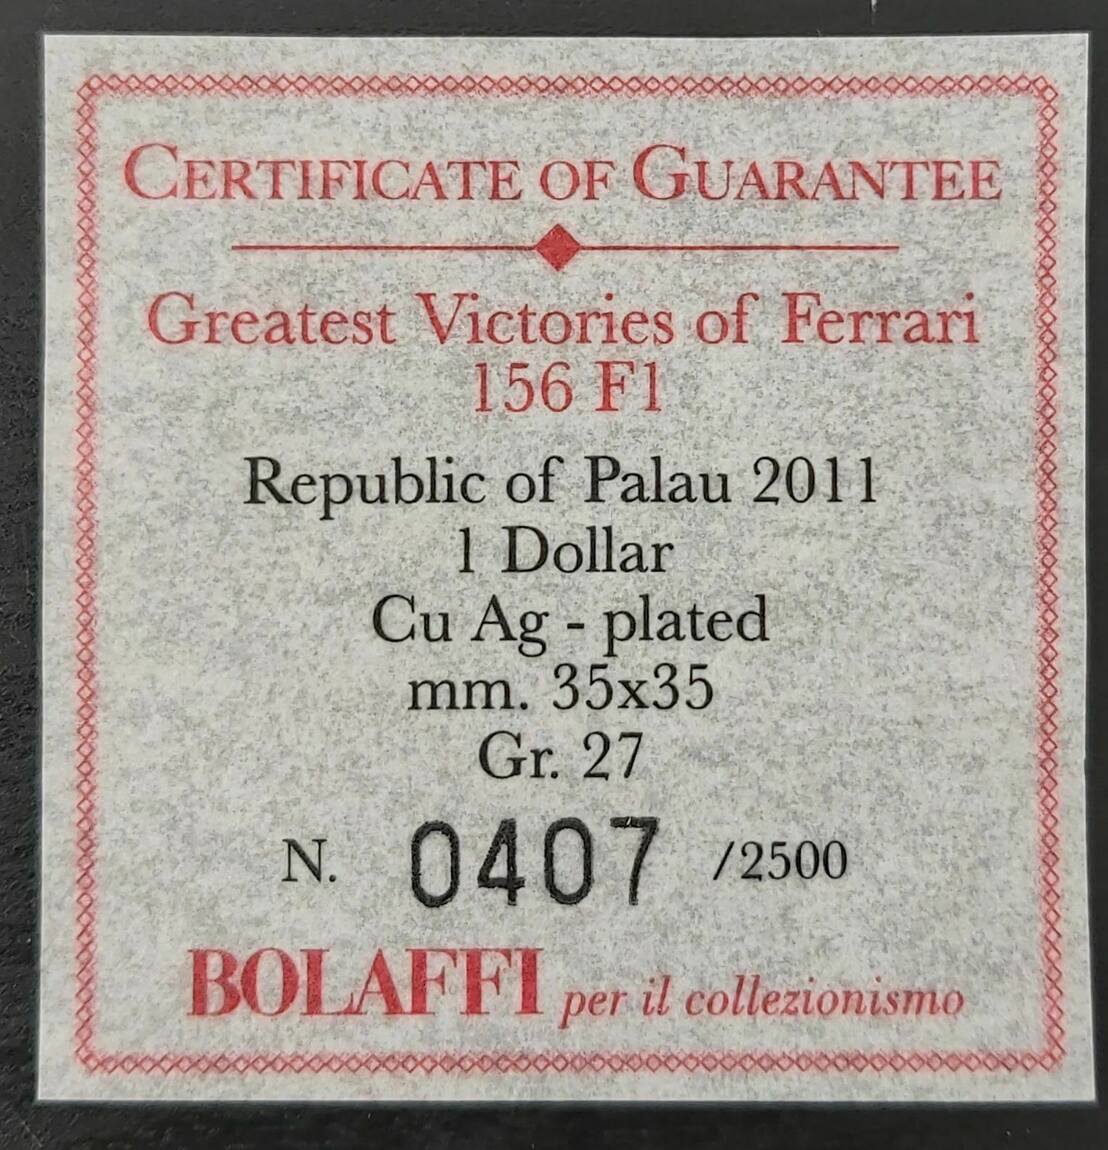 CERTIFICATE OF GUARANTEE
Greatest Victories of Ferrari
156 F1
Republic of Palau 2011
1 Dollar
Cu Ag - plated
mm. 35x35
Gr. 27
N. 0407 /2500
BOLAFFI per il collezionismo